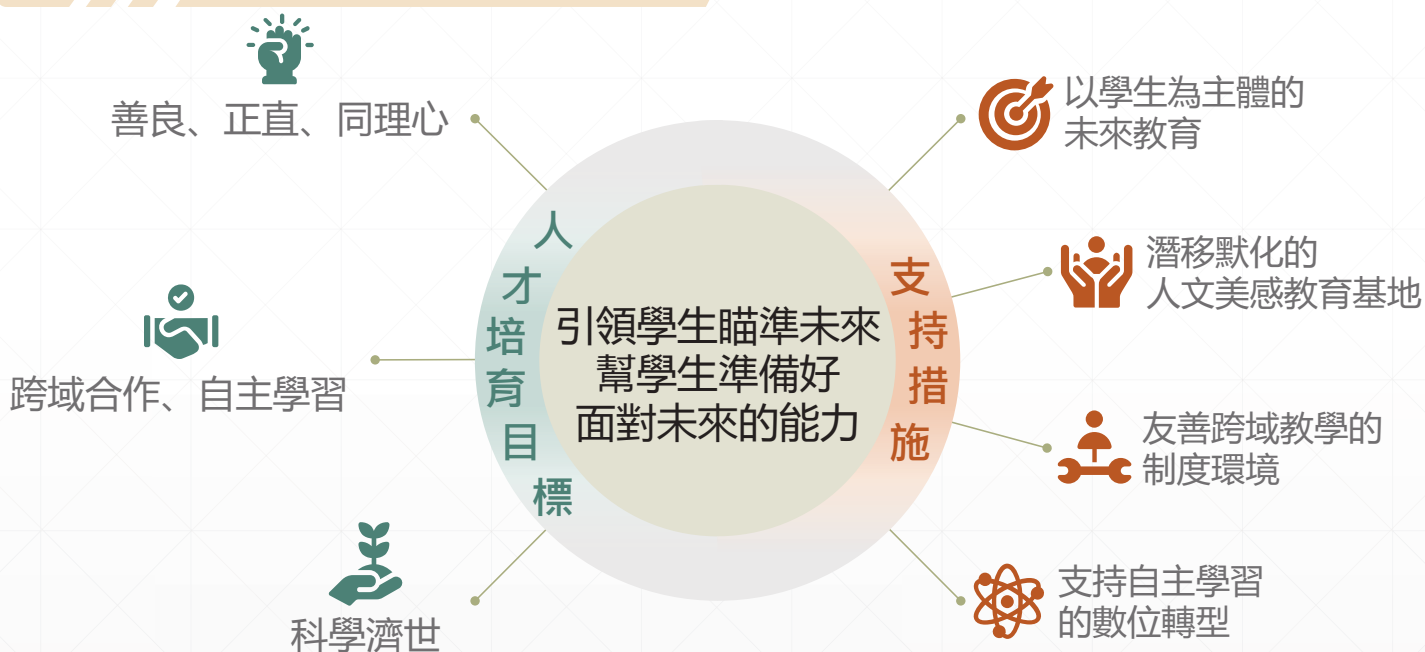 善良、正直、同理心
跨域合作、自主學習
科學濟世
人才培育目標
引領學生瞄準未來
幫學生準備好
面對未來的能力
支持措施
以學生為主體的
未來教育
潛移默化的
人文美感教育基地
友善跨域教學的
制度環境
支持自主學習
的數位轉型